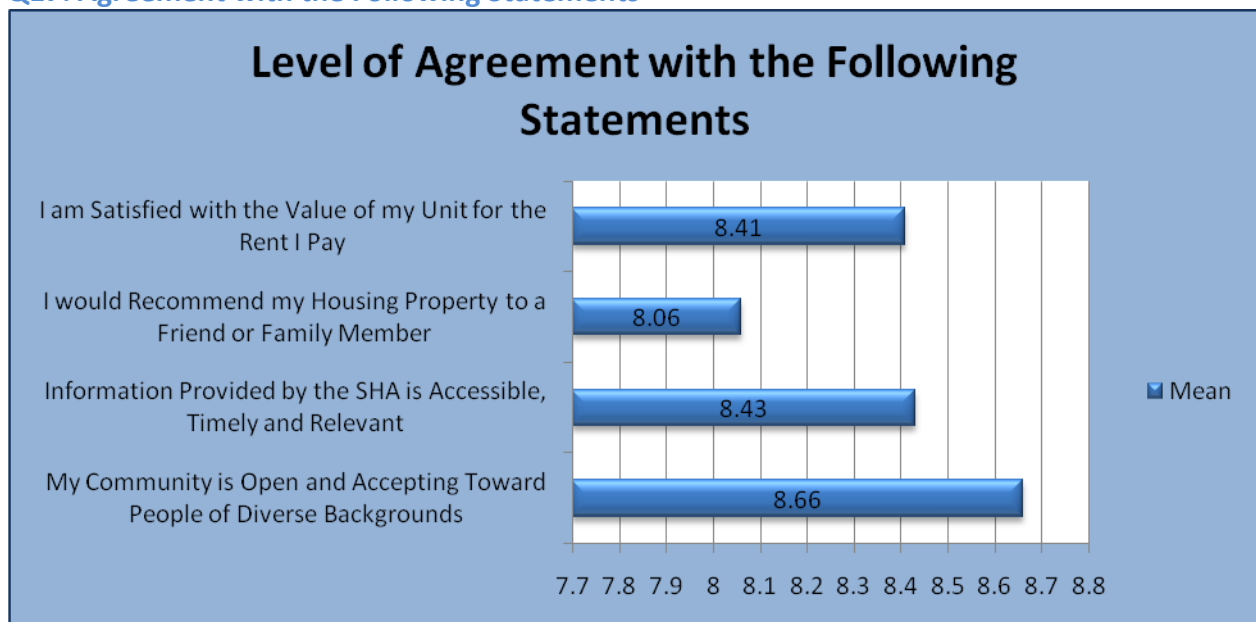 Level of Agreement with the Following
Statements
I am Satisfied with the Value of my Unit for the
Rent I Pay
8.41
I would Recommend my Housing Property to a
Friend or Family Member
8.06
Information Provided by the SHA is Accessible,
Timely and Relevant
8.43
Mean
My Community is Open and Accepting Toward
People of Diverse Backgrounds
8.66
7.7 7.8 7.9 8 8.1 8.2 8.3 8.4 8.5 8.6 8.7 8.8